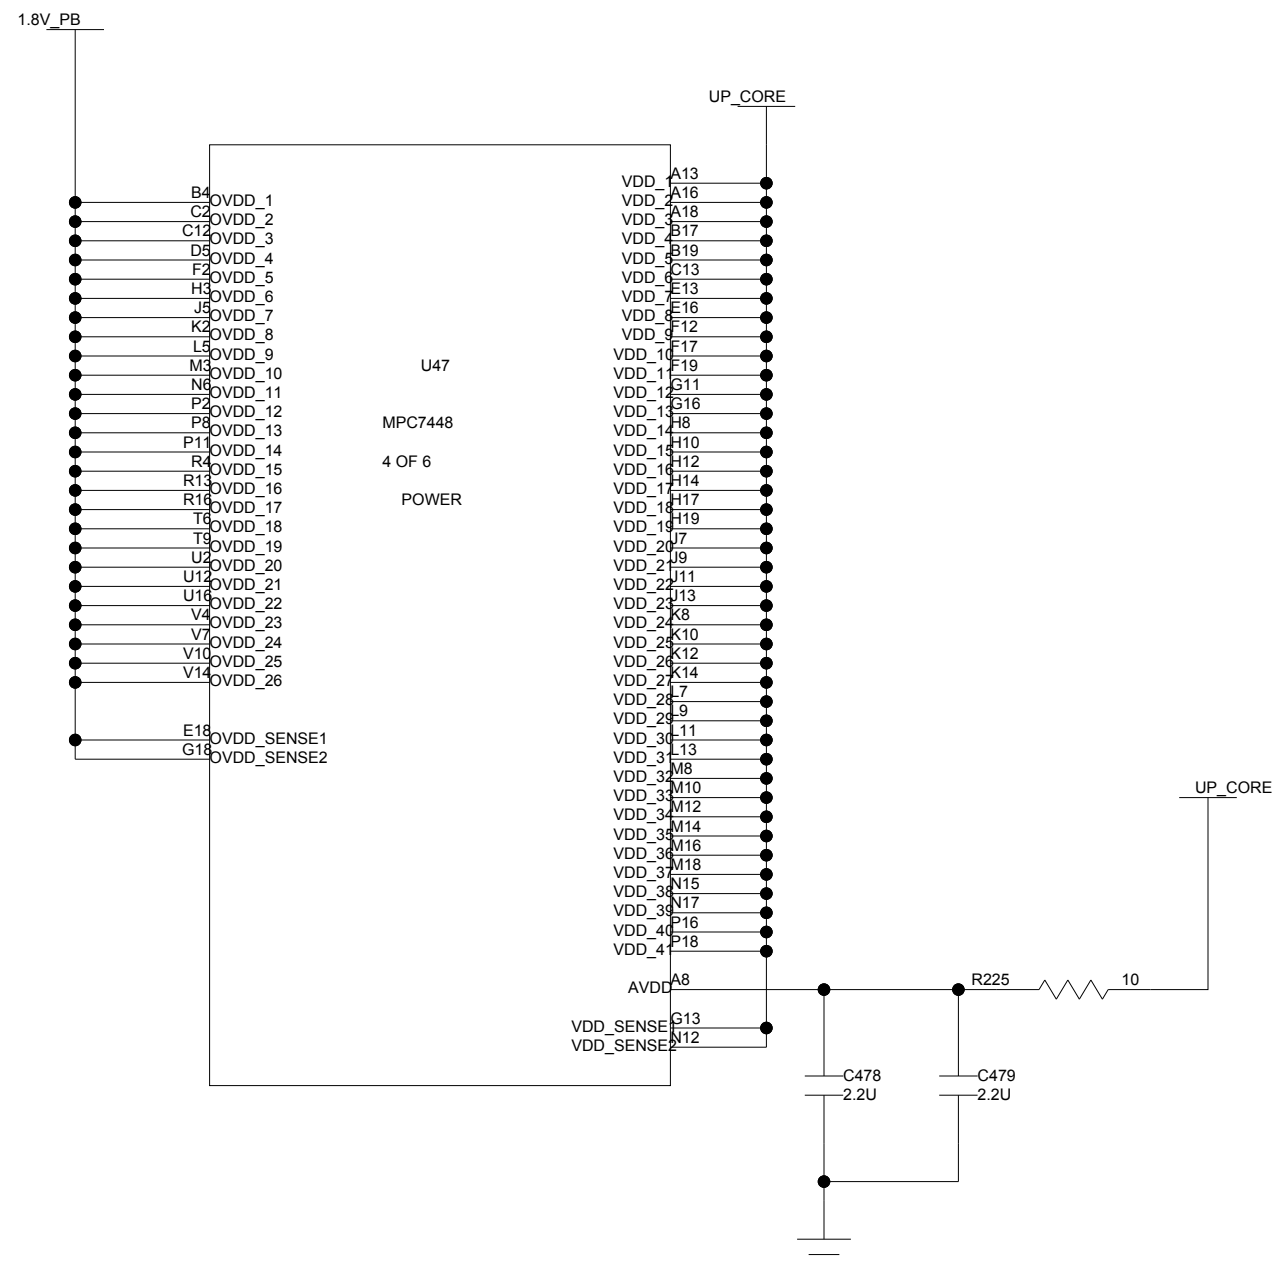 1.8V_PB
UP_CORE
B4 OVDD_1
C2 OVDD_2
C12 OVDD_3
D5 OVDD_4
F2 OVDD_5
H3 OVDD_6
J5 OVDD_7
K2 OVDD_8
L5 OVDD_9
M3 OVDD_10
N6 OVDD_11
P2 OVDD_12
P8 OVDD_13
P11 OVDD_14
R4 OVDD_15
R13 OVDD_16
R16 OVDD_17
T6 OVDD_18
T9 OVDD_19
U2 OVDD_20
U12 OVDD_21
U16 OVDD_22
V4 OVDD_23
V7 OVDD_24
V10 OVDD_25
V14 OVDD_26
E18 OVDD_SENSE1
G18 OVDD_SENSE2
U47
MPC7448
4 OF 6
POWER
VDD_1 A13
VDD_2 A16
VDD_3 A18
VDD_4 B17
VDD_5 B19
VDD_6 C13
VDD_7 E13
VDD_8 E16
VDD_9 F12
VDD_10 F17
VDD_11 F19
VDD_12 G11
VDD_13 G16
VDD_14 H8
VDD_15 H10
VDD_16 H12
VDD_17 H14
VDD_18 H17
VDD_19 H19
VDD_20 J7
VDD_21 J9
VDD_22 J11
VDD_23 J13
VDD_24 K8
VDD_25 K10
VDD_26 K12
VDD_27 K14
VDD_28 L7
VDD_29 L9
VDD_30 L11
VDD_31 L13
VDD_32 M8
VDD_33 M10
VDD_34 M12
VDD_35 M14
VDD_36 M16
VDD_37 M18
VDD_38 N15
VDD_39 N17
VDD_40 P16
VDD_41 P18
AVDD A8
VDD_SENSE1 G13
VDD_SENSE2 N12
UP_CORE
R225 10
C478
2.2U
C479
2.2U